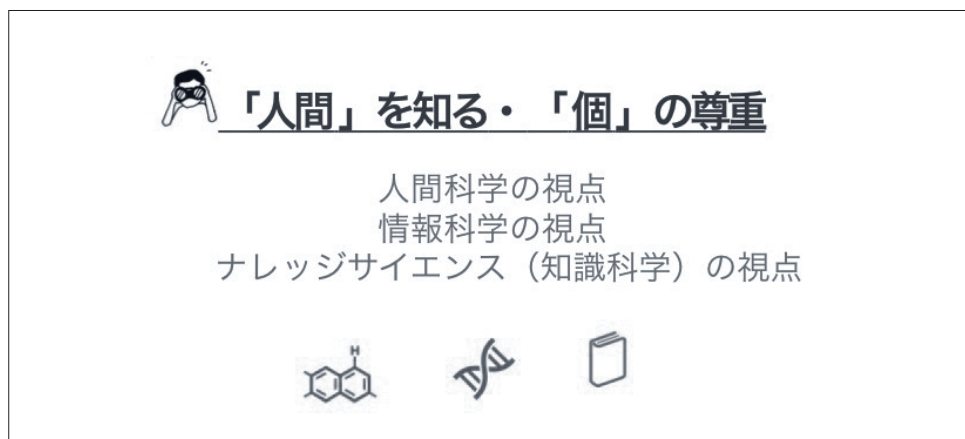 「人間」を知る・「個」の尊重
人間科学の視点
情報科学の視点
ナレッジサイエンス（知識科学）の視点
H